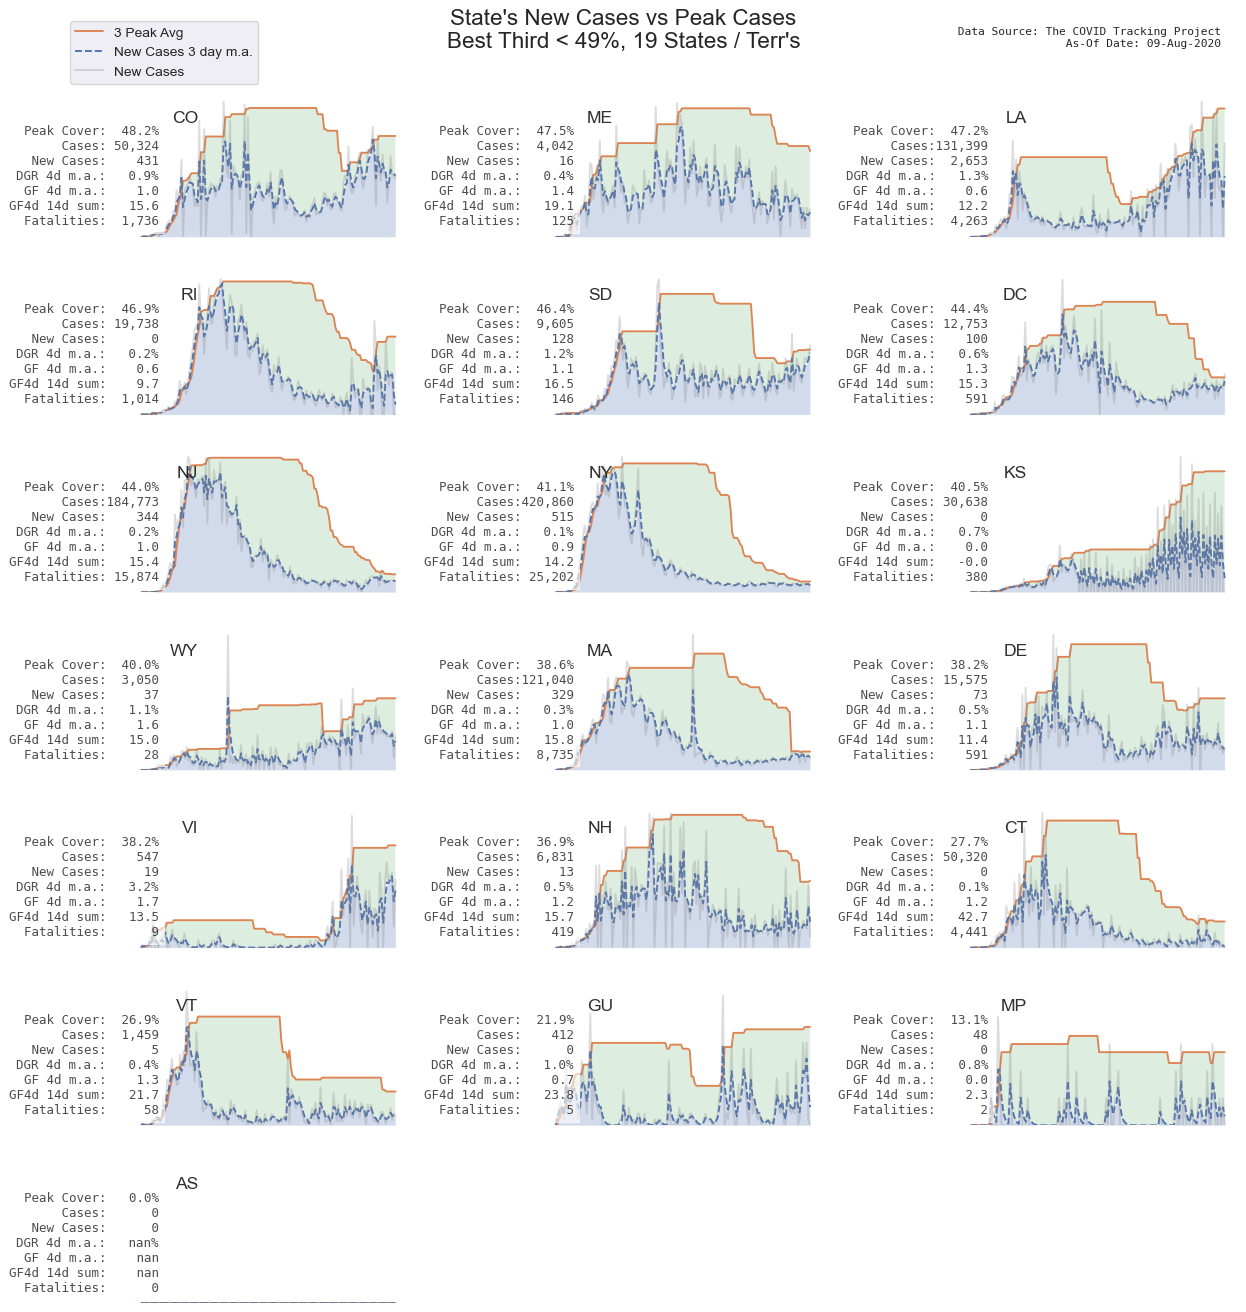 State's New Cases vs Peak Cases
Best Third < 49%, 19 States / Terr's
3 Peak Avg
New Cases 3 day m.a.
New Cases
Data Source: The COVID Tracking Project
As-Of Date: 09-Aug-2020
CO
Peak Cover: 48.2%
Cases: 50,324
New Cases: 431
DGR 4d m.a.: 0.9%
GF 4d m.a.: 1.0
GF4d 14d sum: 15.6
Fatalities: 1,736
ME
Peak Cover: 47.5%
Cases: 4,042
New Cases: 16
DGR 4d m.a.: 0.4%
GF 4d m.a.: 1.4
GF4d 14d sum: 19.1
Fatalities: 125
LA
Peak Cover: 47.2%
Cases:131,399
New Cases: 2,653
DGR 4d m.a.: 1.3%
GF 4d m.a.: 0.6
GF4d 14d sum: 12.2
Fatalities: 4,263
RI
Peak Cover: 46.9%
Cases: 19,738
New Cases: 0
DGR 4d m.a.: 0.2%
GF 4d m.a.: 0.6
GF4d 14d sum: 9.7
Fatalities: 1,014
SD
Peak Cover: 46.4%
Cases: 9,605
New Cases: 128
DGR 4d m.a.: 1.2%
GF 4d m.a.: 1.1
GF4d 14d sum: 16.5
Fatalities: 146
DC
Peak Cover: 44.4%
Cases: 12,753
New Cases: 100
DGR 4d m.a.: 0.6%
GF 4d m.a.: 1.3
GF4d 14d sum: 15.3
Fatalities: 591
NJ
Peak Cover: 44.0%
Cases:184,773
New Cases: 344
DGR 4d m.a.: 0.2%
GF 4d m.a.: 1.0
GF4d 14d sum: 15.4
Fatalities: 15,874
NY
Peak Cover: 41.1%
Cases:420,860
New Cases: 515
DGR 4d m.a.: 0.1%
GF 4d m.a.: 0.9
GF4d 14d sum: 14.2
Fatalities: 25,202
KS
Peak Cover: 40.5%
Cases: 30,638
New Cases: 0
DGR 4d m.a.: 0.7%
GF 4d m.a.: 0.0
GF4d 14d sum: -0.0
Fatalities: 380
WY
Peak Cover: 40.0%
Cases: 3,050
New Cases: 37
DGR 4d m.a.: 1.1%
GF 4d m.a.: 1.6
GF4d 14d sum: 15.0
Fatalities: 28
MA
Peak Cover: 38.6%
Cases:121,040
New Cases: 329
DGR 4d m.a.: 0.3%
GF 4d m.a.: 1.0
GF4d 14d sum: 15.8
Fatalities: 8,735
DE
Peak Cover: 38.2%
Cases: 15,575
New Cases: 73
DGR 4d m.a.: 0.5%
GF 4d m.a.: 1.1
GF4d 14d sum: 11.4
Fatalities: 591
VI
Peak Cover: 38.2%
Cases: 547
New Cases: 19
DGR 4d m.a.: 3.2%
GF 4d m.a.: 1.7
GF4d 14d sum: 13.5
Fatalities: 9
NH
Peak Cover: 36.9%
Cases: 6,831
New Cases: 13
DGR 4d m.a.: 0.5%
GF 4d m.a.: 1.2
GF4d 14d sum: 15.7
Fatalities: 419
CT
Peak Cover: 27.7%
Cases: 50,320
New Cases: 0
DGR 4d m.a.: 0.1%
GF 4d m.a.: 1.2
GF4d 14d sum: 42.7
Fatalities: 4,441
VT
Peak Cover: 26.9%
Cases: 1,459
New Cases: 5
DGR 4d m.a.: 0.4%
GF 4d m.a.: 1.3
GF4d 14d sum: 21.7
Fatalities: 58
GU
Peak Cover: 21.9%
Cases: 412
New Cases: 0
DGR 4d m.a.: 1.0%
GF 4d m.a.: 0.7
GF4d 14d sum: 23.8
Fatalities: 5
MP
Peak Cover: 13.1%
Cases: 48
New Cases: 0
DGR 4d m.a.: 0.8%
GF 4d m.a.: 0.0
GF4d 14d sum: 2.3
Fatalities: 2
AS
Peak Cover: 0.0%
Cases: 0
New Cases: 0
DGR 4d m.a.: nan%
GF 4d m.a.: nan
GF4d 14d sum: nan
Fatalities: 0